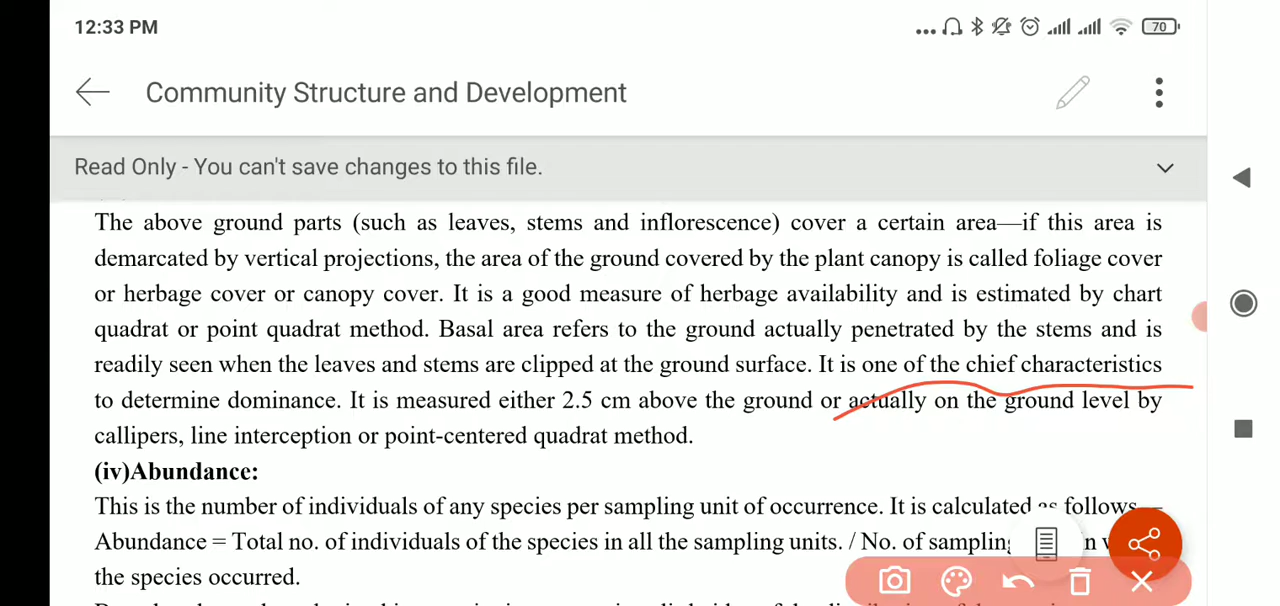 12:33 PM
70
Community Structure and Development
Read Only - You can't save changes to this file.
The above ground parts (such as leaves, stems and inflorescence) cover a certain area—if this area is
demarcated by vertical projections, the area of the ground covered by the plant canopy is called foliage cover
or herbage cover or canopy cover. It is a good measure of herbage availability and is estimated by chart
quadrat or point quadrat method. Basal area refers to the ground actually penetrated by the stems and is
readily seen when the leaves and stems are clipped at the ground surface. It is one of the chief characteristics
to determine dominance. It is measured either 2.5 cm above the ground or actually on the ground level by
callipers, line interception or point-centered quadrat method.
(iv)Abundance:
This is the number of individuals of any species per sampling unit of occurrence. It is calculated as follows—
Abundance = Total no. of individuals of the species in all the sampling units. / No. of sampling
the species occurred.